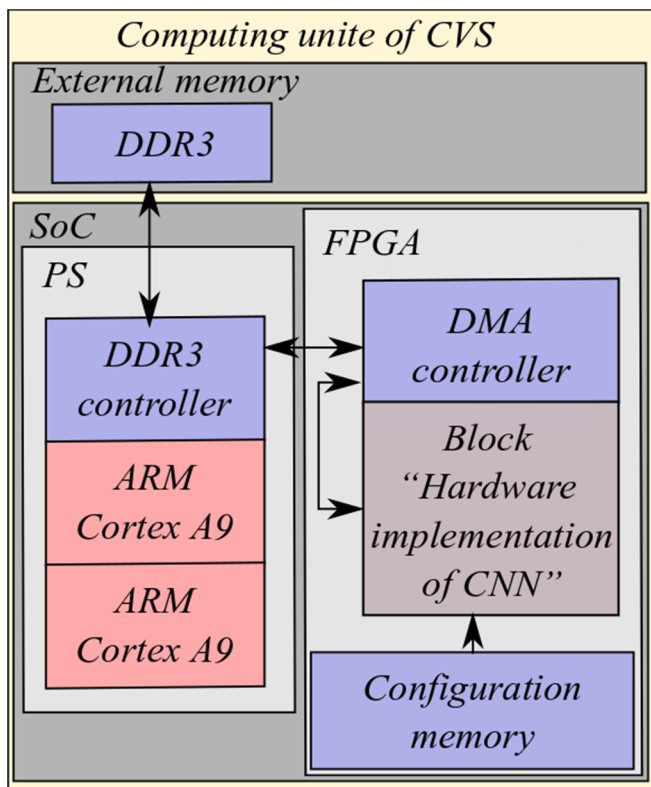 Computing unite of CVS
External memory
DDR3
SoC
PS
DDR3
controller
ARM
Cortex A9
ARM
Cortex A9
FPGA
DMA
controller
Block
“Hardware
implementation
of CNN”
Configuration
memory